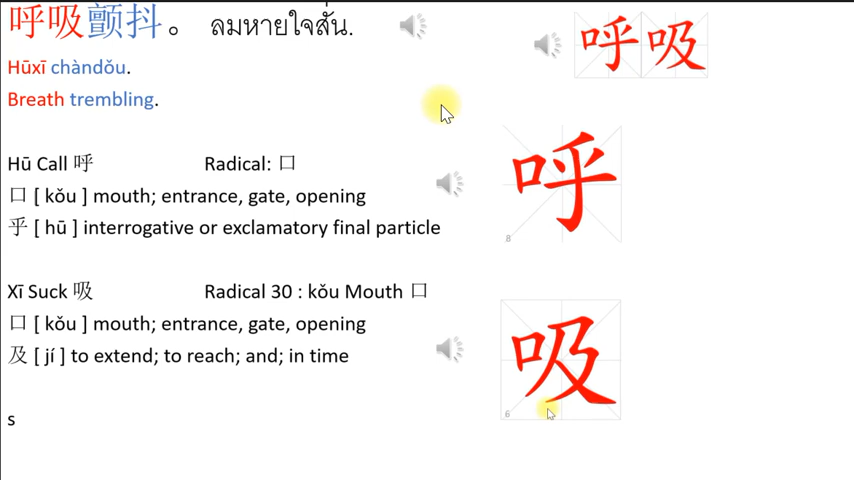 呼吸颤抖。 ลมหายใจสั่น.
呼吸
Hūxī chàndǒu.
Breath trembling.
Hū Call 呼 Radical: 口
口 [ kǒu ] mouth; entrance, gate, opening
乎 [ hū ] interrogative or exclamatory final particle
呼
8
Xī Suck 吸 Radical 30 : kǒu Mouth 口
口 [ kǒu ] mouth; entrance, gate, opening
及 [ jí ] to extend; to reach; and; in time
吸
6
s